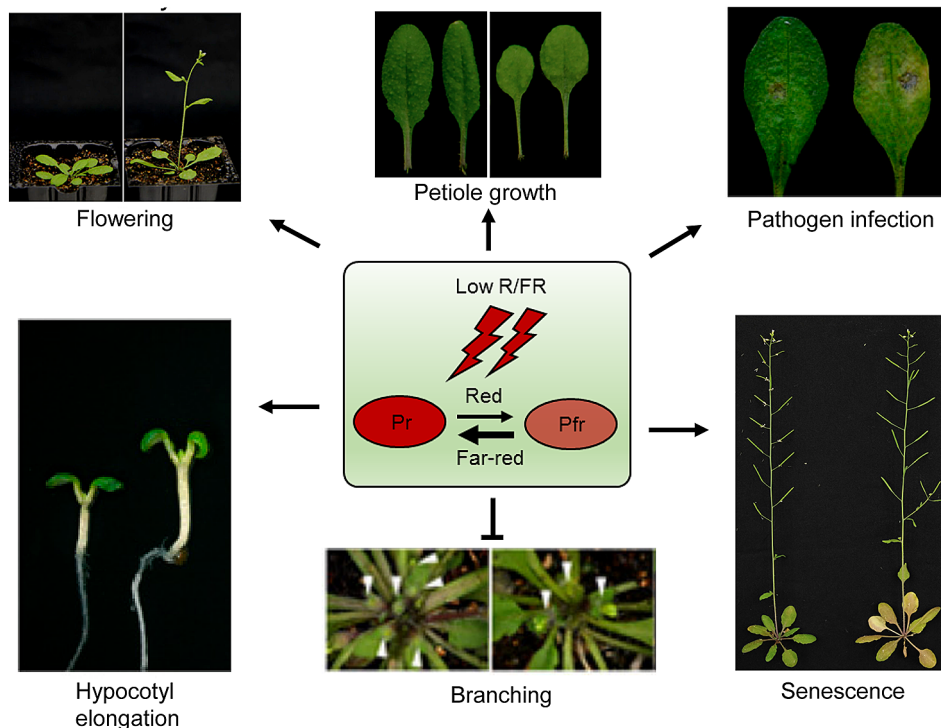 Flowering
Petiole growth
Pathogen infection
Low R/FR
Red
Pr
Pfr
Far-red
Hypocotyl
elongation
Branching
Senescence